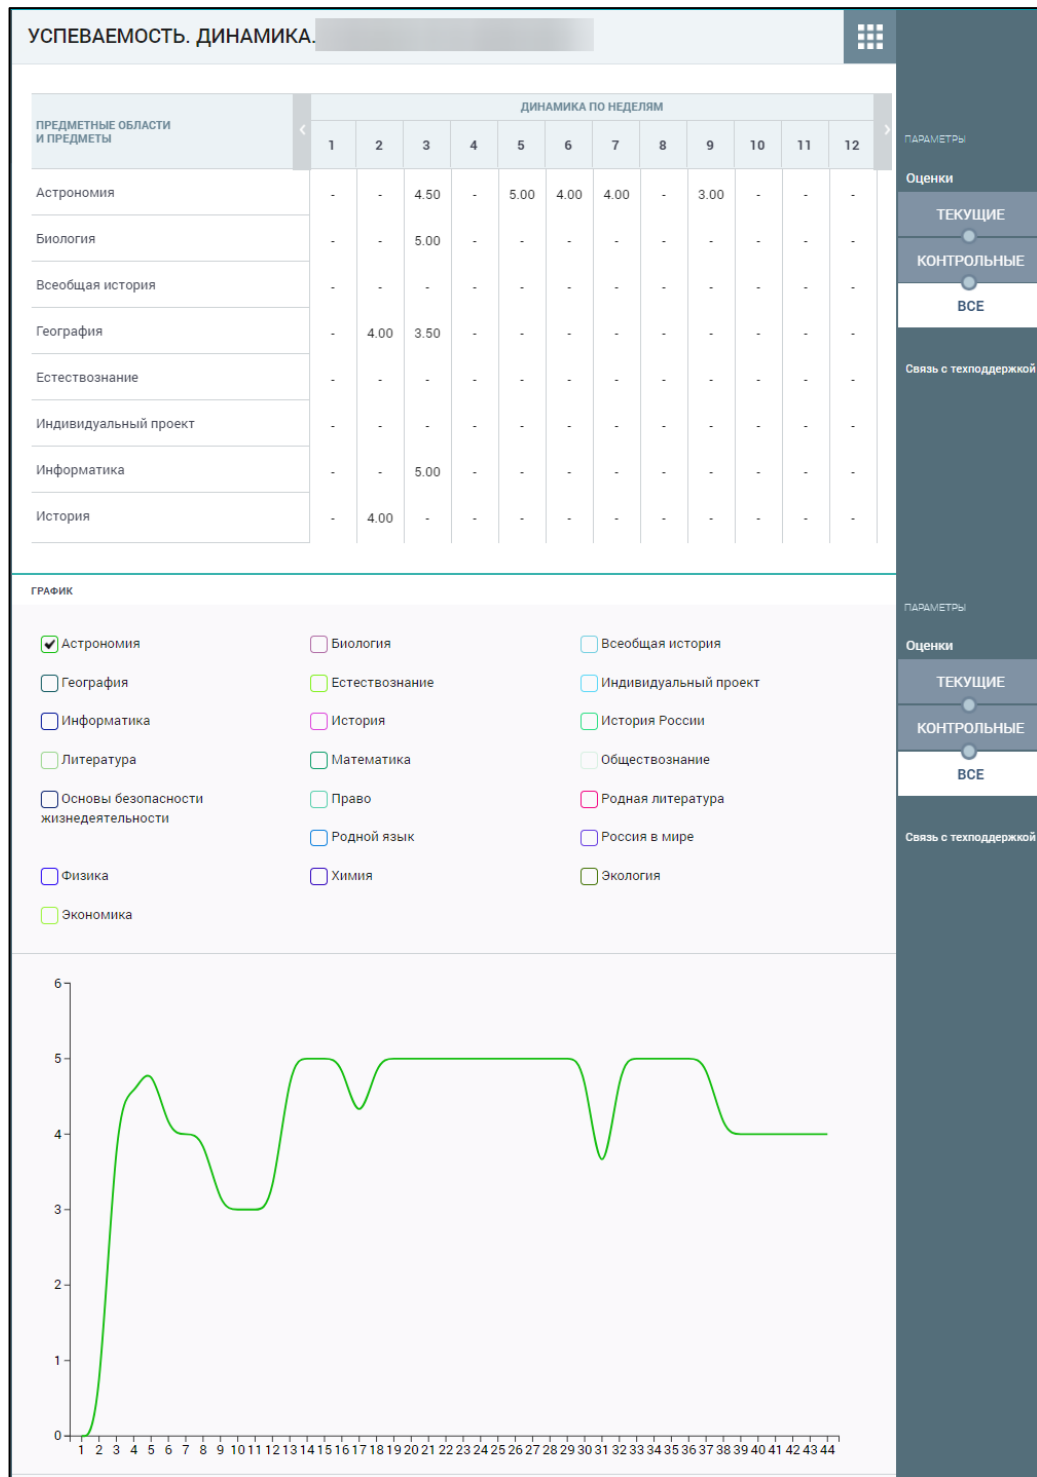 УСПЕВАЕМОСТЬ. ДИНАМИКА.
ПРЕДМЕТНЫЕ ОБЛАСТИ
И ПРЕДМЕТЫ
ДИНАМИКА ПО НЕДЕЛЯМ
1 2 3 4 5 6 7 8 9 10 11 12
Астрономия - - 4.50 - 5.00 4.00 4.00 - 3.00 - - -
Биология - - 5.00 - - - - - - - - -
Всеобщая история - - - - - - - - - - - -
География - 4.00 3.50 - - - - - - - - -
Естествознание - - - - - - - - - - - -
Индивидуальный проект - - - - - - - - - - - -
Информатика - - 5.00 - - - - - - - - -
История - 4.00 - - - - - - - - - -
ПАРАМЕТРЫ
Оценки
ТЕКУЩИЕ
КОНТРОЛЬНЫЕ
ВСЕ
Связь с техподдержкой
ГРАФИК
Астрономия Биология Всеобщая история
География Естествознание Индивидуальный проект
Информатика История История России
Литература Математика Обществознание
Основы безопасности Право Родная литература
жизнедеятельности
Родной язык Россия в мире
Физика Химия Экология
Экономика
ПАРАМЕТРЫ
Оценки
ТЕКУЩИЕ
КОНТРОЛЬНЫЕ
ВСЕ
Связь с техподдержкой
6
5
4
3
2
1
0
1 2 3 4 5 6 7 8 9 10 11 12 13 14 15 16 17 18 19 20 21 22 23 24 25 26 27 28 29 30 31 32 33 34 35 36 37 38 39 40 41 42 43 44